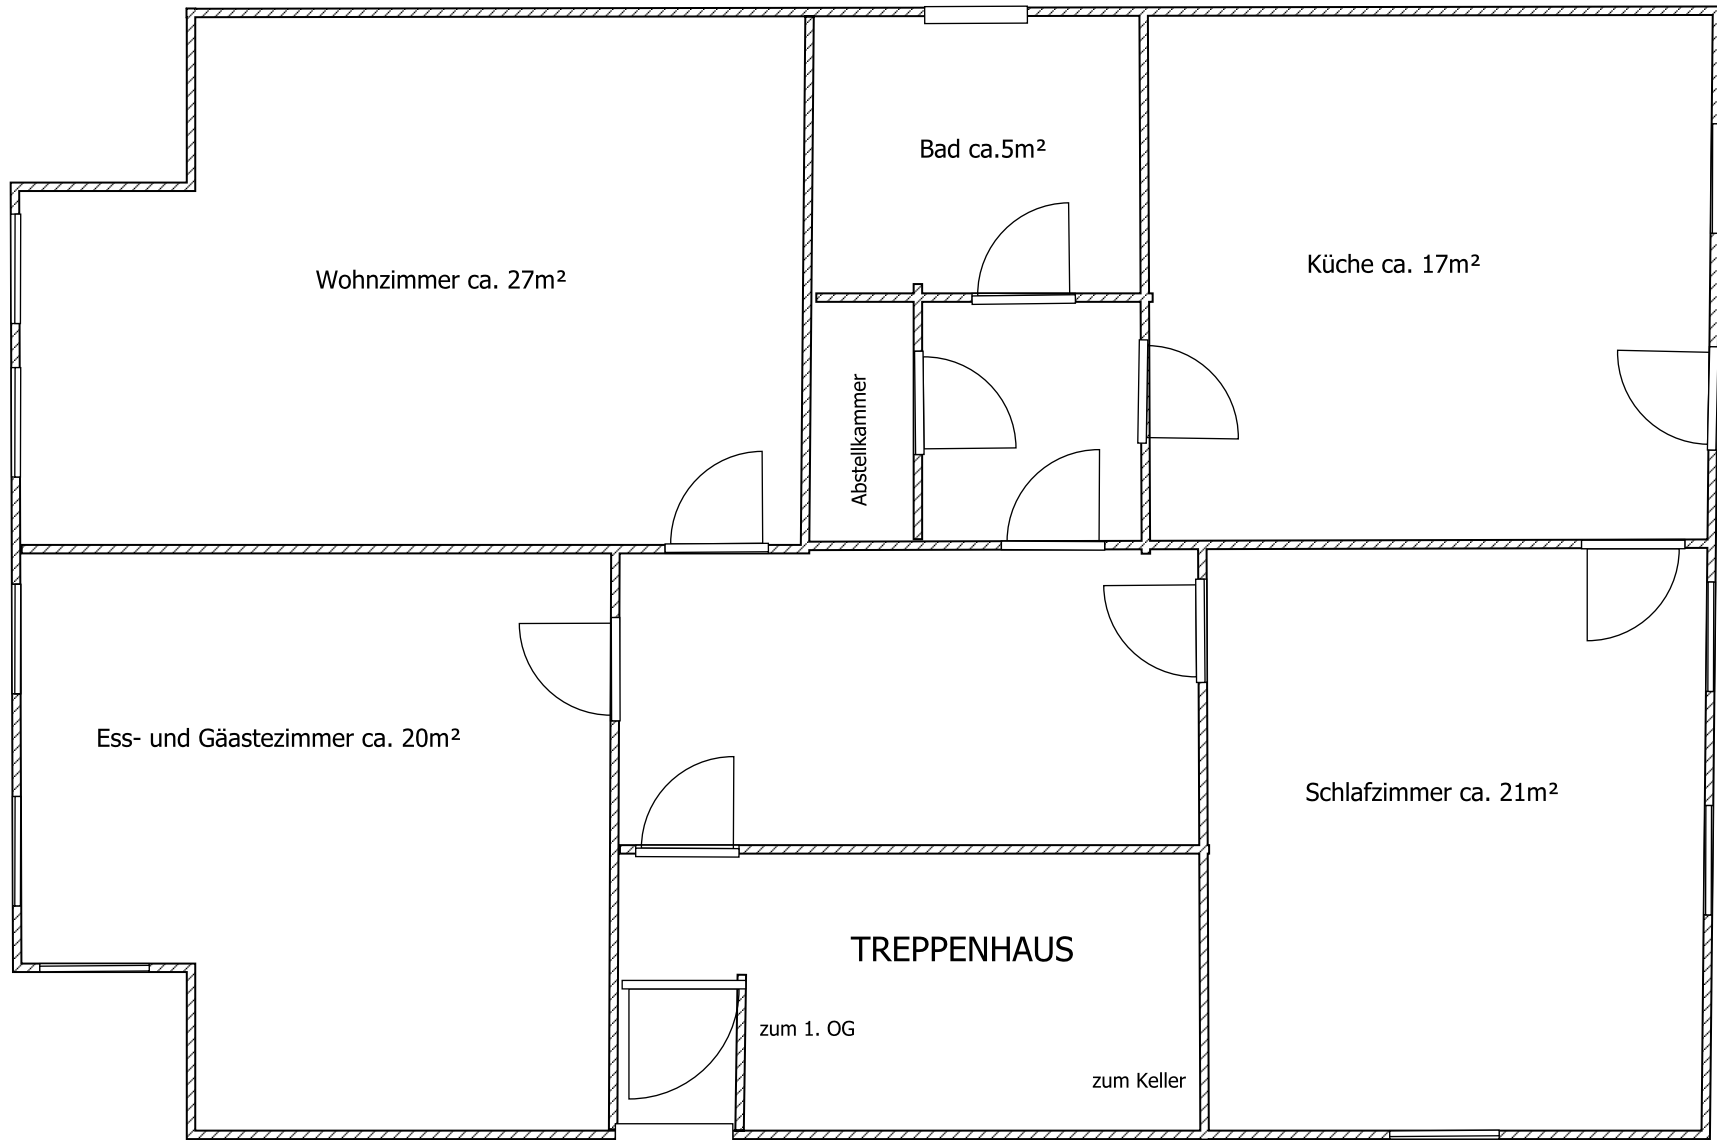 Bad ca.5m²
Küche ca. 17m²
Wohnzimmer ca. 27m²
Abstellkammer
Ess- und Gäastezimmer ca. 20m²
Schlafzimmer ca. 21m²
TREPPENHAUS
zum 1. OG
zum Keller